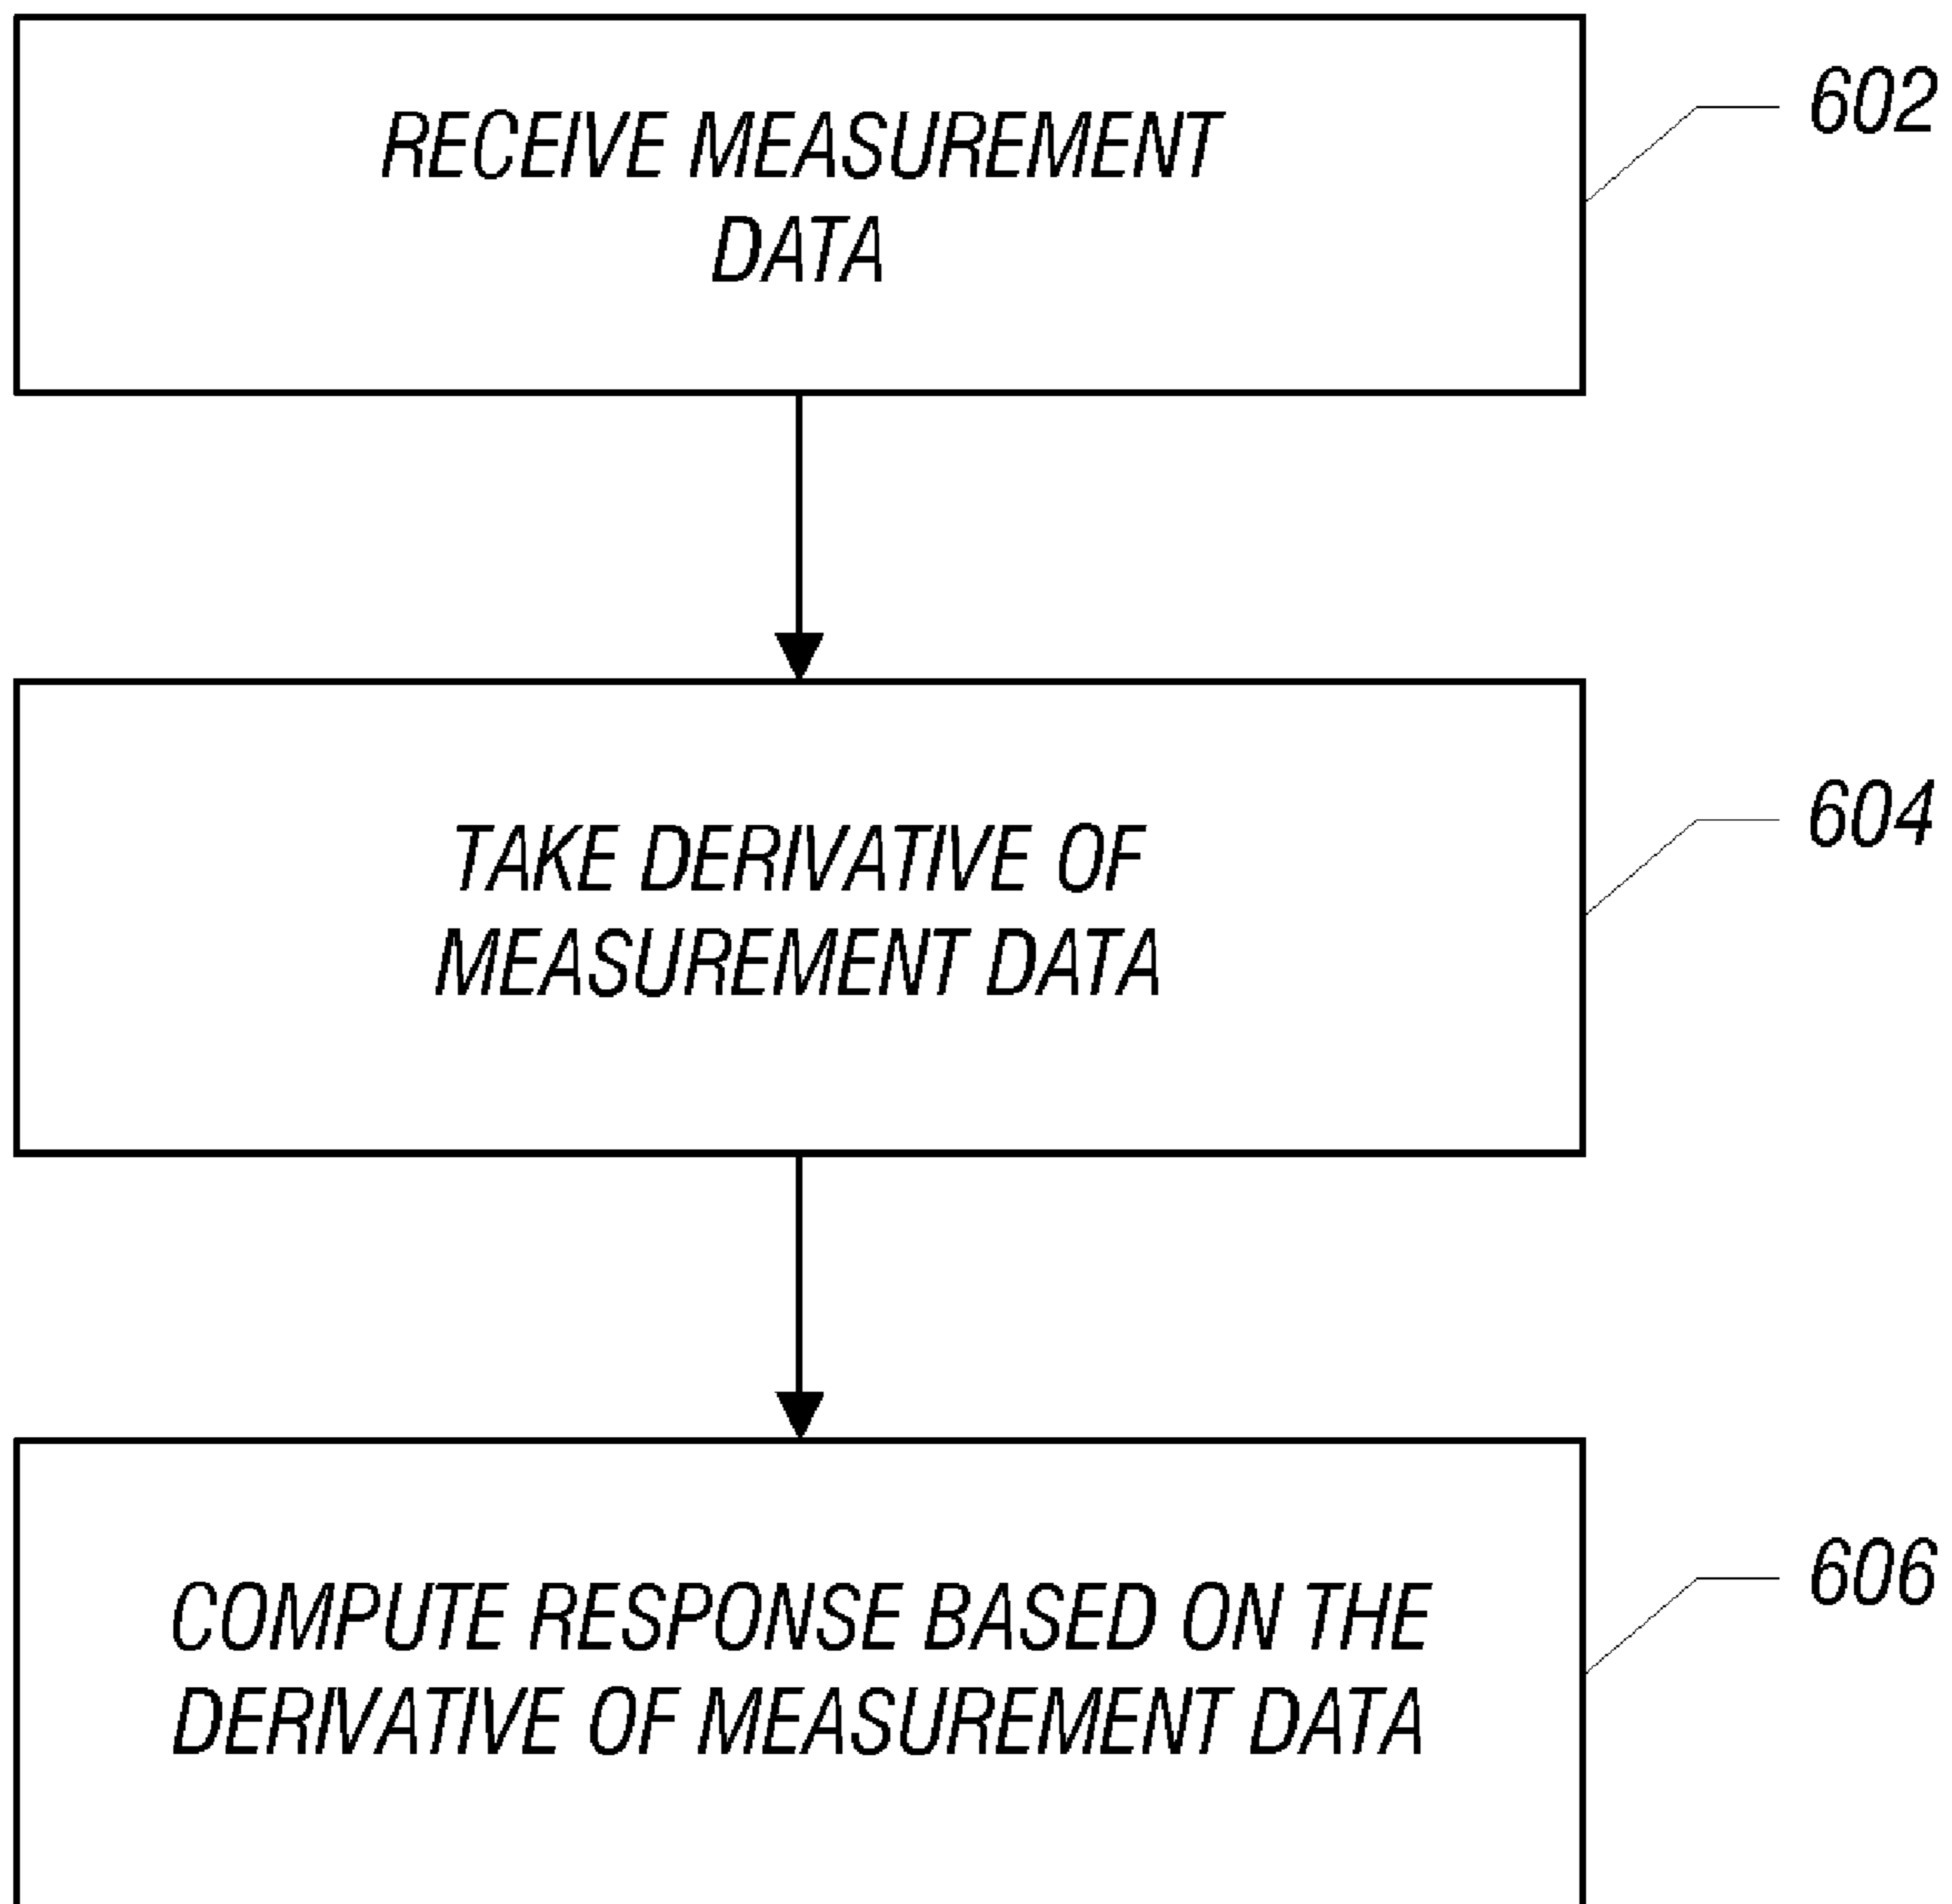 RECEIVE MEASUREMENT
DATA
602
TAKE DERIVATIVE OF
MEASUREMENT DATA
604
COMPUTE RESPONSE BASED ON THE
DERIVATIVE OF MEASUREMENT DATA
606